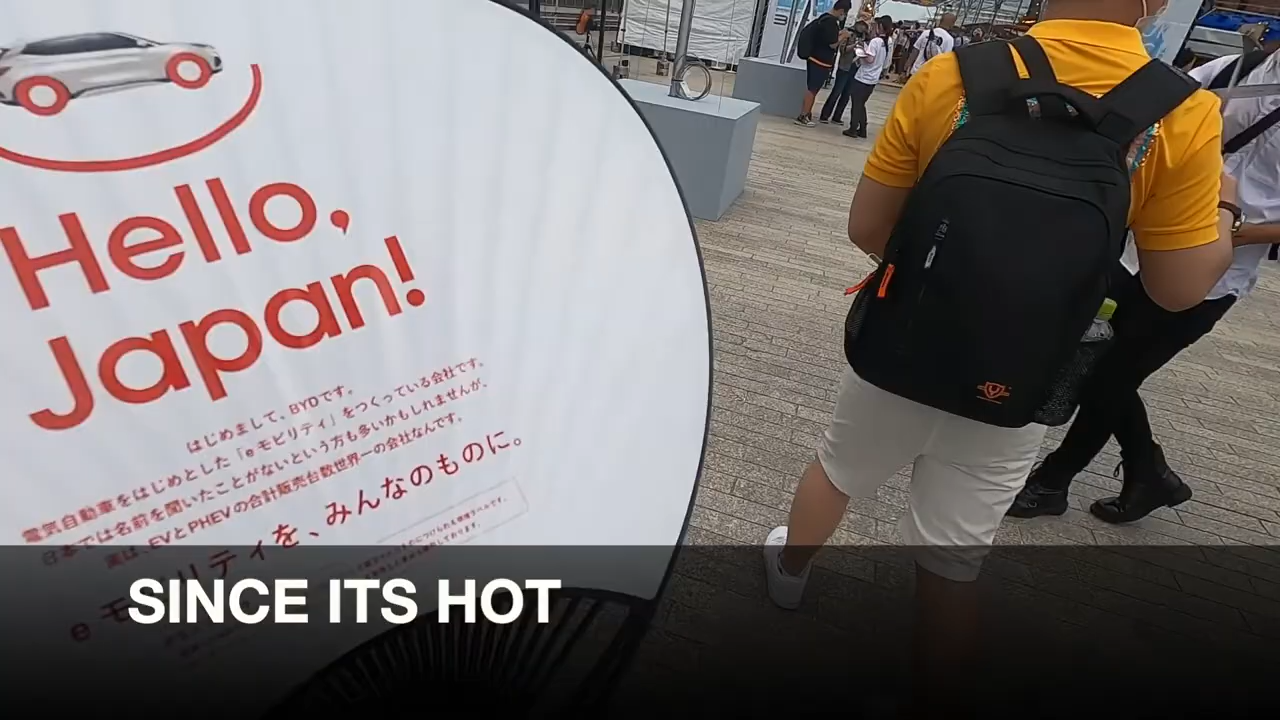 Hello,
Japan!
はじめまして、BYDです。
電気自動車をはじめとした「eモビリティ」をつくっている会社です。
日本では名前を聞いたことがないという方も多いかもしれませんが、
実は、EVとPHEVの合計販売台数世界一の会社なんです。
eモビリティを、みんなのものに。
SINCE ITS HOT